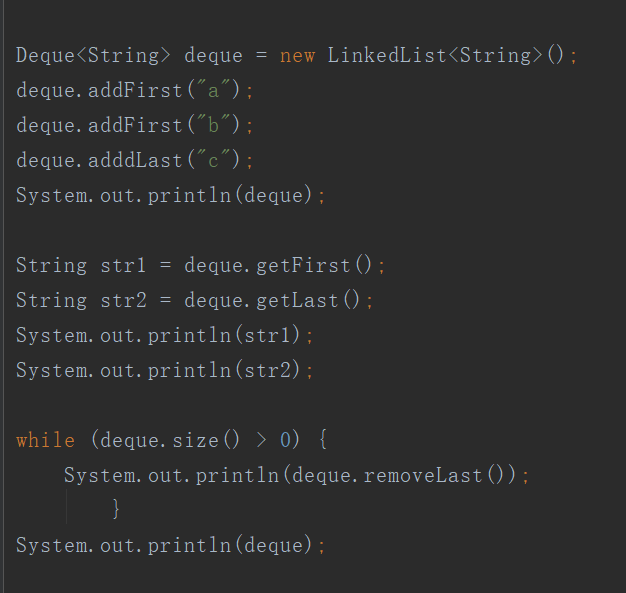 Deque<String> deque = new LinkedList<String>();
deque.addFirst("a");
deque.addFirst("b");
deque.adddLast("c");
System.out.println(deque);
String str1 = deque.getFirst();
String str2 = deque.getLast();
System.out.println(str1);
System.out.println(str2);
while (deque.size() > 0) {
    System.out.println(deque.removeLast());
        }
System.out.println(deque);